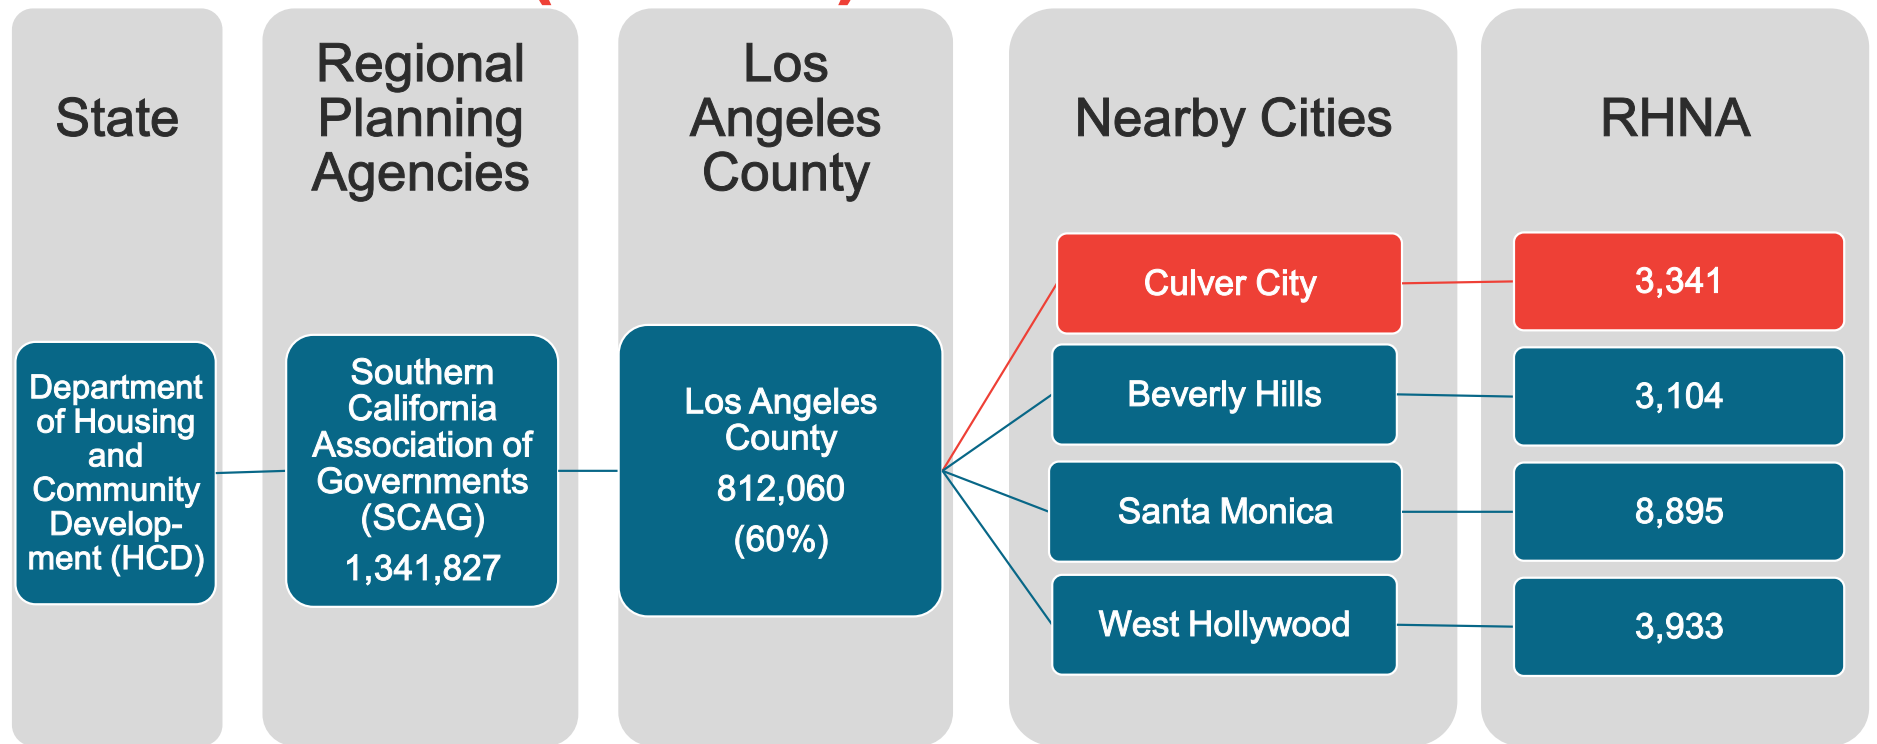 State
Regional
Planning
Agencies
Los
Angeles
County
Nearby Cities
RHNA
Department
of Housing
and
Community
Develop-
ment (HCD)
Southern
California
Association of
Governments
(SCAG)
1,341,827
Los Angeles
County
812,060
(60%)
Culver City
3,341
Beverly Hills
3,104
Santa Monica
8,895
West Hollywood
3,933